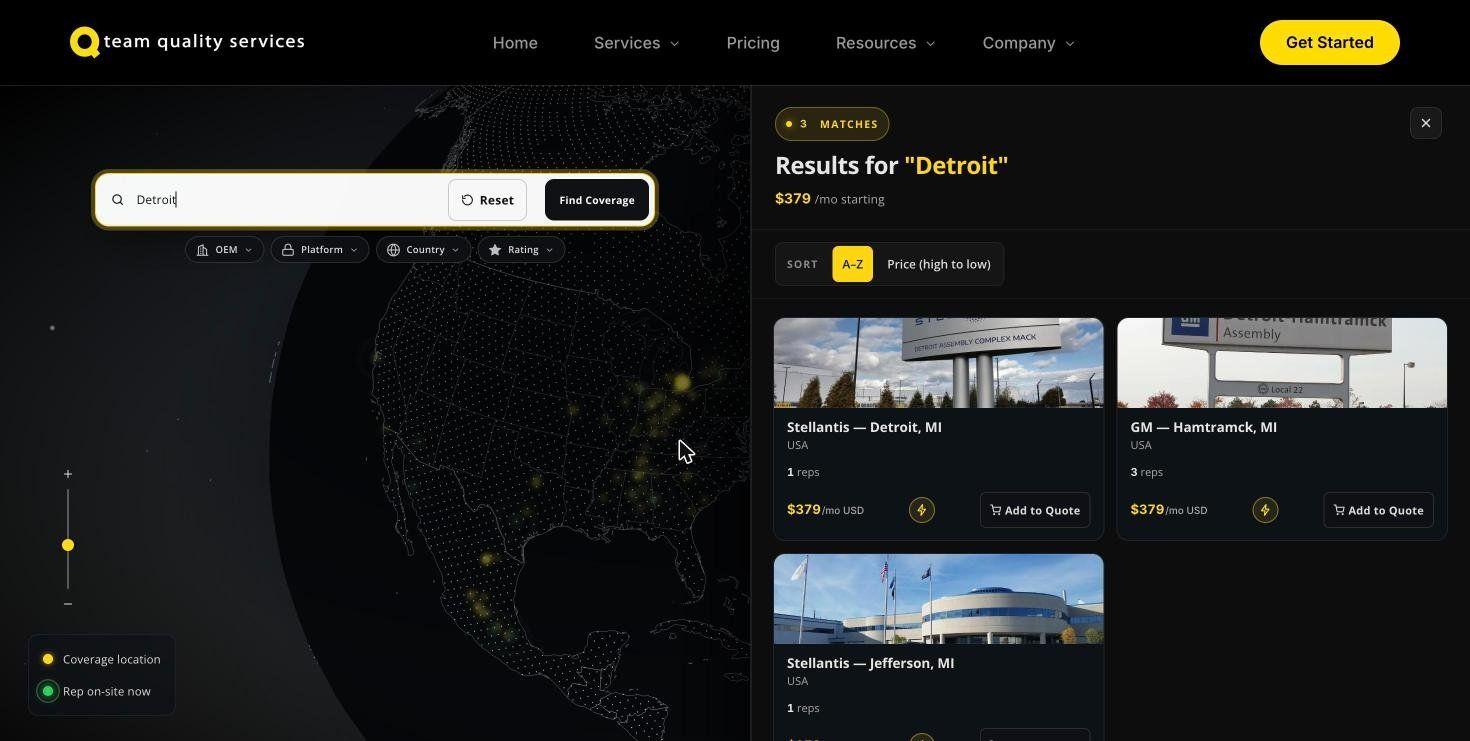 team quality services
Home
Services
Pricing
Resources
Company
Get Started
Detroit
Reset
Find Coverage
OEM
Platform
Country
Rating
+
−
Coverage location
Rep on-site now
3 MATCHES
Results for "Detroit"
$379 /mo starting
SORT
A–Z
Price (high to low)
DETROIT ASSEMBLY COMPLEX MACK
Stellantis — Detroit, MI
USA
1 reps
$379/mo USD
Add to Quote
GM
Detroit-Hamtramck
Assembly
Local 22
GM — Hamtramck, MI
USA
3 reps
$379/mo USD
Add to Quote
Stellantis — Jefferson, MI
USA
1 reps